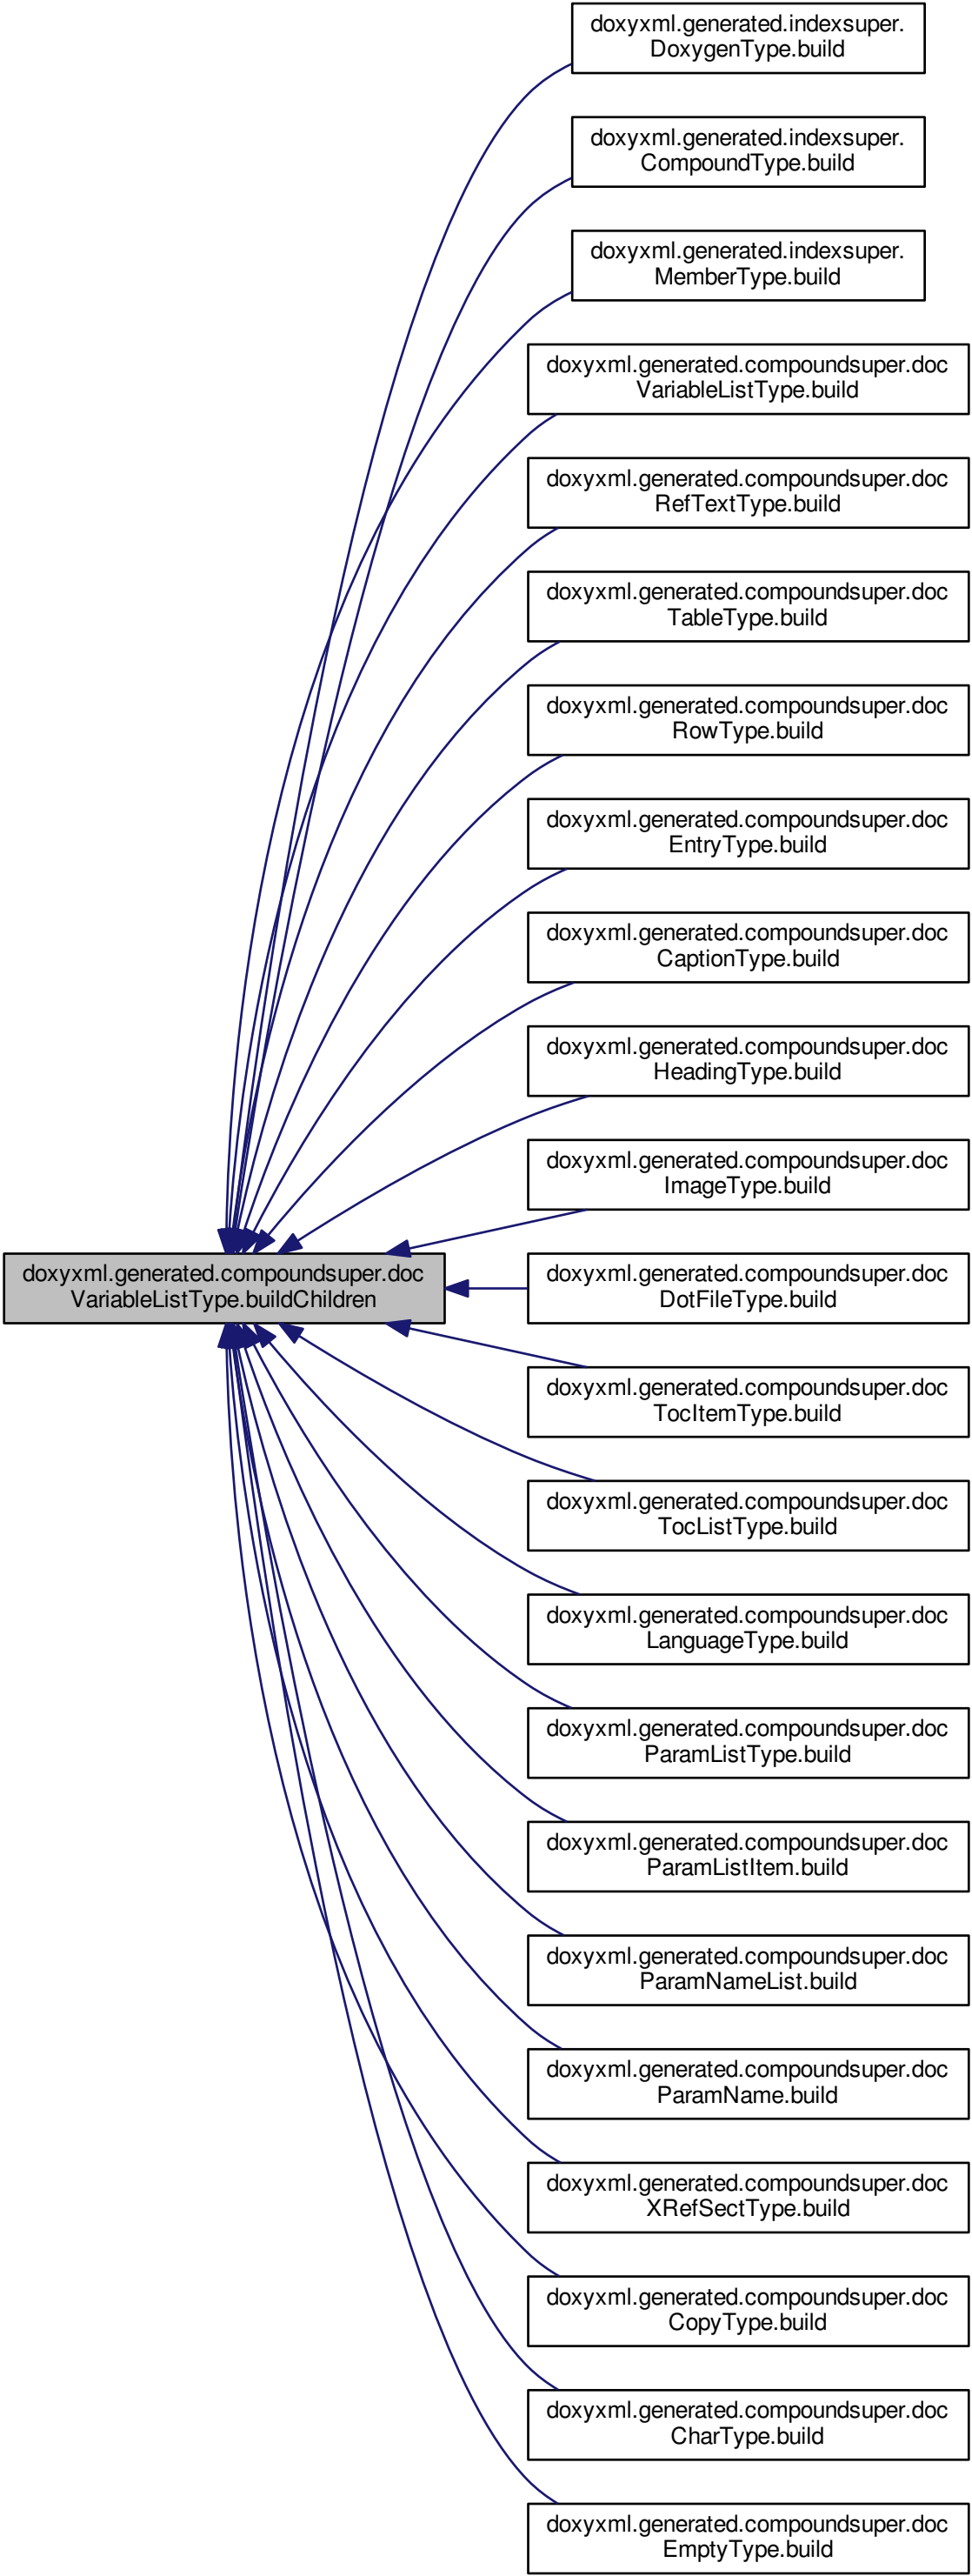 doxyxml.generated.indexsuper.
DoxygenType.build
doxyxml.generated.indexsuper.
CompoundType.build
doxyxml.generated.indexsuper.
MemberType.build
doxyxml.generated.compoundsuper.doc
VariableListType.build
doxyxml.generated.compoundsuper.doc
RefTextType.build
doxyxml.generated.compoundsuper.doc
TableType.build
doxyxml.generated.compoundsuper.doc
RowType.build
doxyxml.generated.compoundsuper.doc
EntryType.build
doxyxml.generated.compoundsuper.doc
CaptionType.build
doxyxml.generated.compoundsuper.doc
HeadingType.build
doxyxml.generated.compoundsuper.doc
ImageType.build
doxyxml.generated.compoundsuper.doc
VariableListType.buildChildren
doxyxml.generated.compoundsuper.doc
DotFileType.build
doxyxml.generated.compoundsuper.doc
TocItemType.build
doxyxml.generated.compoundsuper.doc
TocListType.build
doxyxml.generated.compoundsuper.doc
LanguageType.build
doxyxml.generated.compoundsuper.doc
ParamListType.build
doxyxml.generated.compoundsuper.doc
ParamListItem.build
doxyxml.generated.compoundsuper.doc
ParamNameList.build
doxyxml.generated.compoundsuper.doc
ParamName.build
doxyxml.generated.compoundsuper.doc
XRefSectType.build
doxyxml.generated.compoundsuper.doc
CopyType.build
doxyxml.generated.compoundsuper.doc
CharType.build
doxyxml.generated.compoundsuper.doc
EmptyType.build